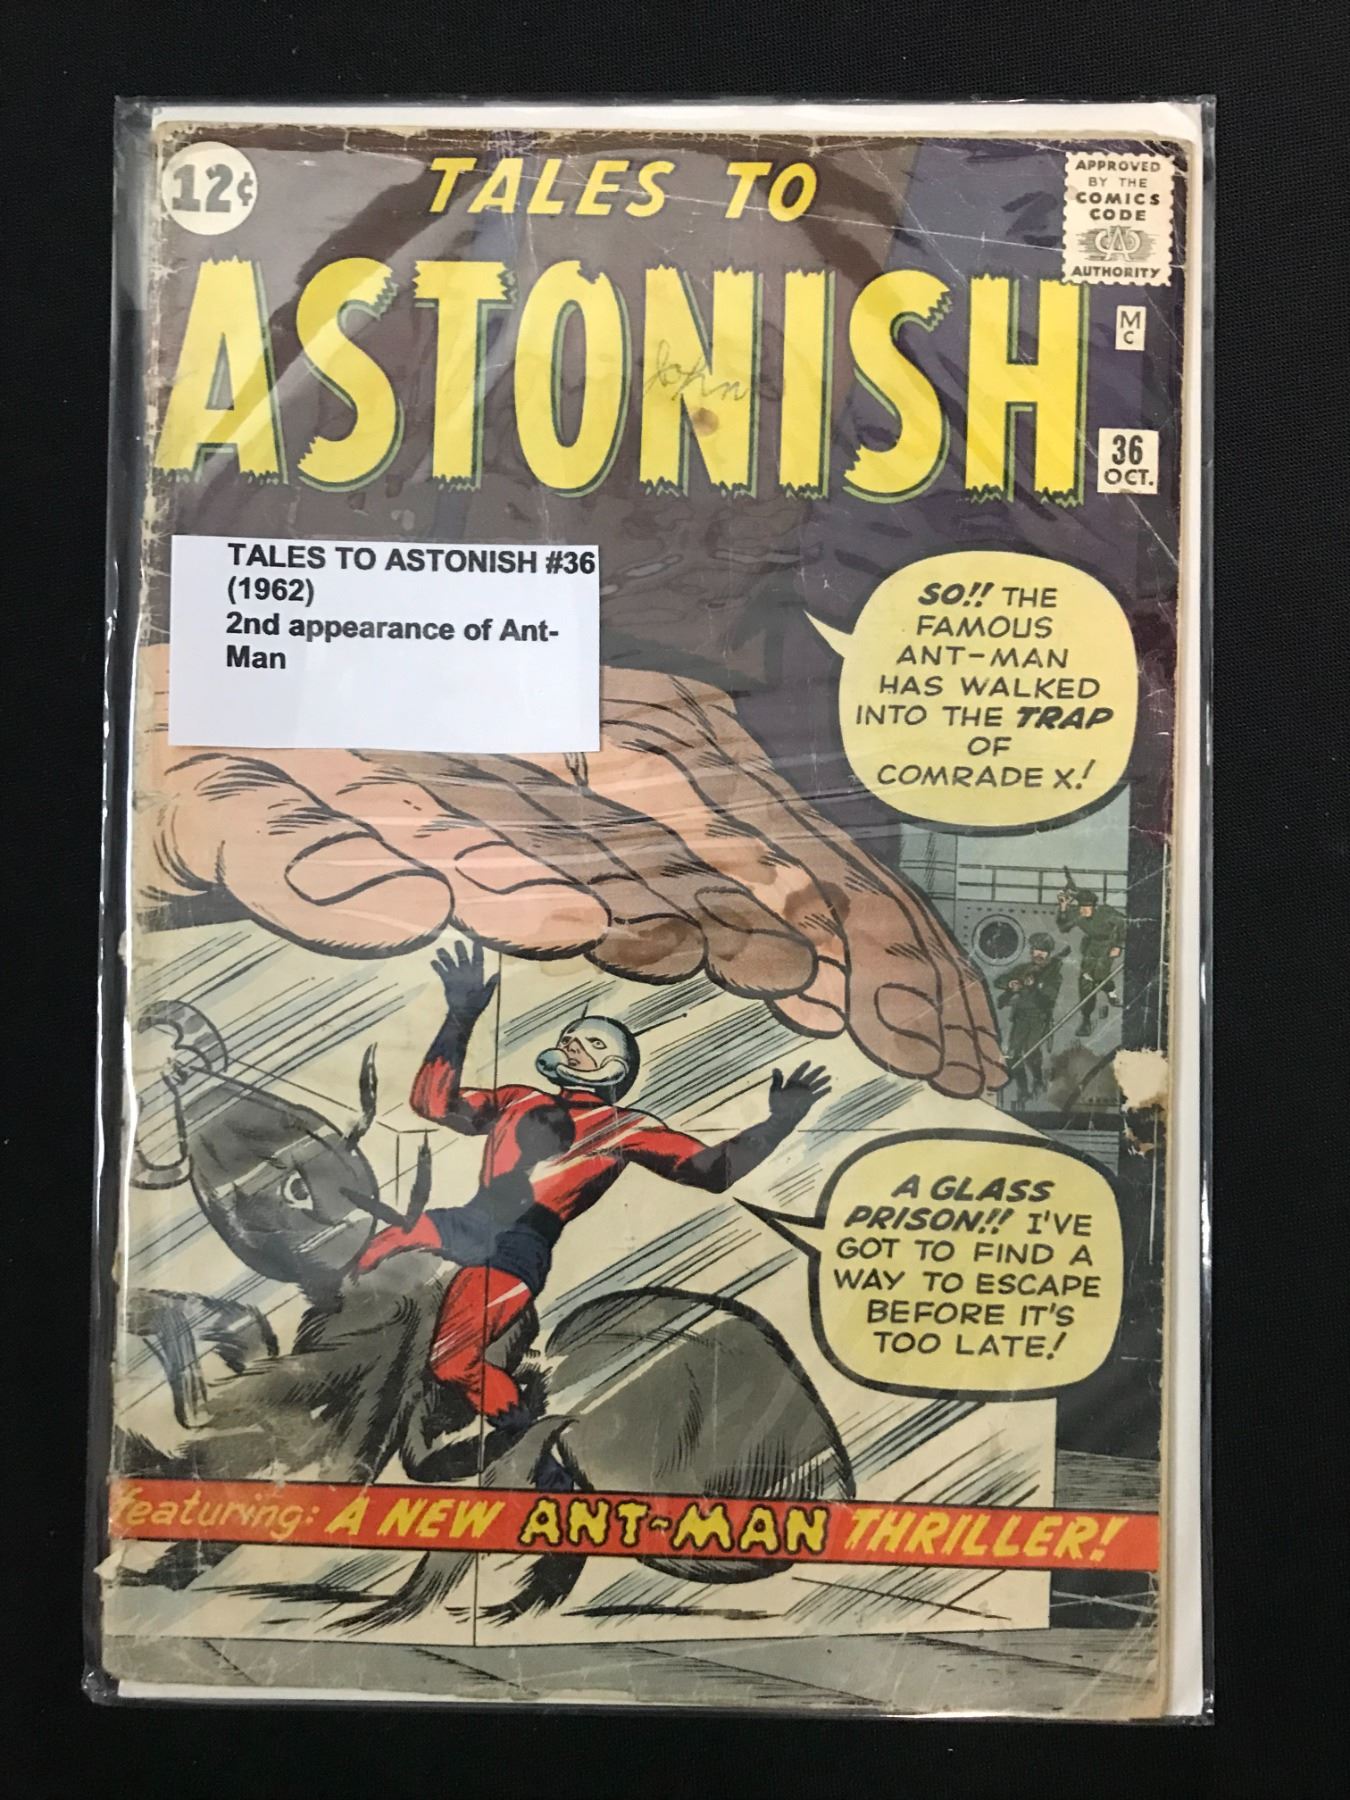 12¢
TALES TO
ASTONISH
APPROVED
BY THE
COMICS
CODE
CA
AUTHORITY
M
C
John
36
OCT.
TALES TO ASTONISH #36
(1962)
2nd appearance of Ant-
Man
SO!! THE
FAMOUS
ANT-MAN
HAS WALKED
INTO THE TRAP
OF
COMRADE X!
A GLASS
PRISON!! I'VE
GOT TO FIND A
WAY TO ESCAPE
BEFORE IT'S
TOO LATE!
featuring: A NEW ANT-MAN THRILLER!